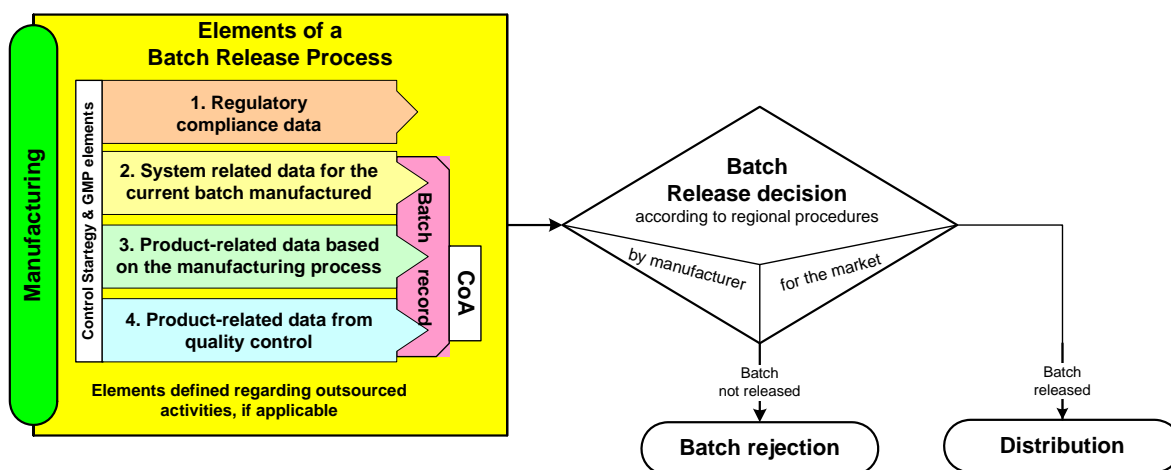 Manufacturing
Elements of a
Batch Release Process
Control Startegy & GMP elements
1. Regulatory
compliance data
2. System related data for the
current batch manufactured
3. Product-related data based
on the manufacturing process
4. Product-related data from
quality control
Batch record
CoA
Elements defined regarding outsourced
activities, if applicable
Batch
Release decision
according to regional procedures
by manufacturer
for the market
Batch
not released
Batch
released
Batch rejection
Distribution